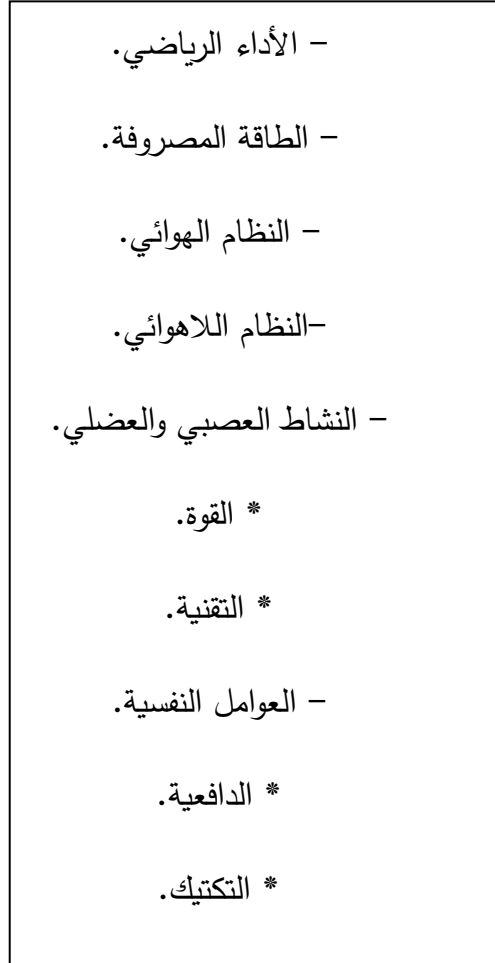 – الأداء الرياضي.
– الطاقة المصروفة.
– النظام الهوائي.
–النظام اللاهوائي.
– النشاط العصبي والعضلي.
* القوة.
* التقنية.
– العوامل النفسية.
* الدافعية.
* التكتيك.